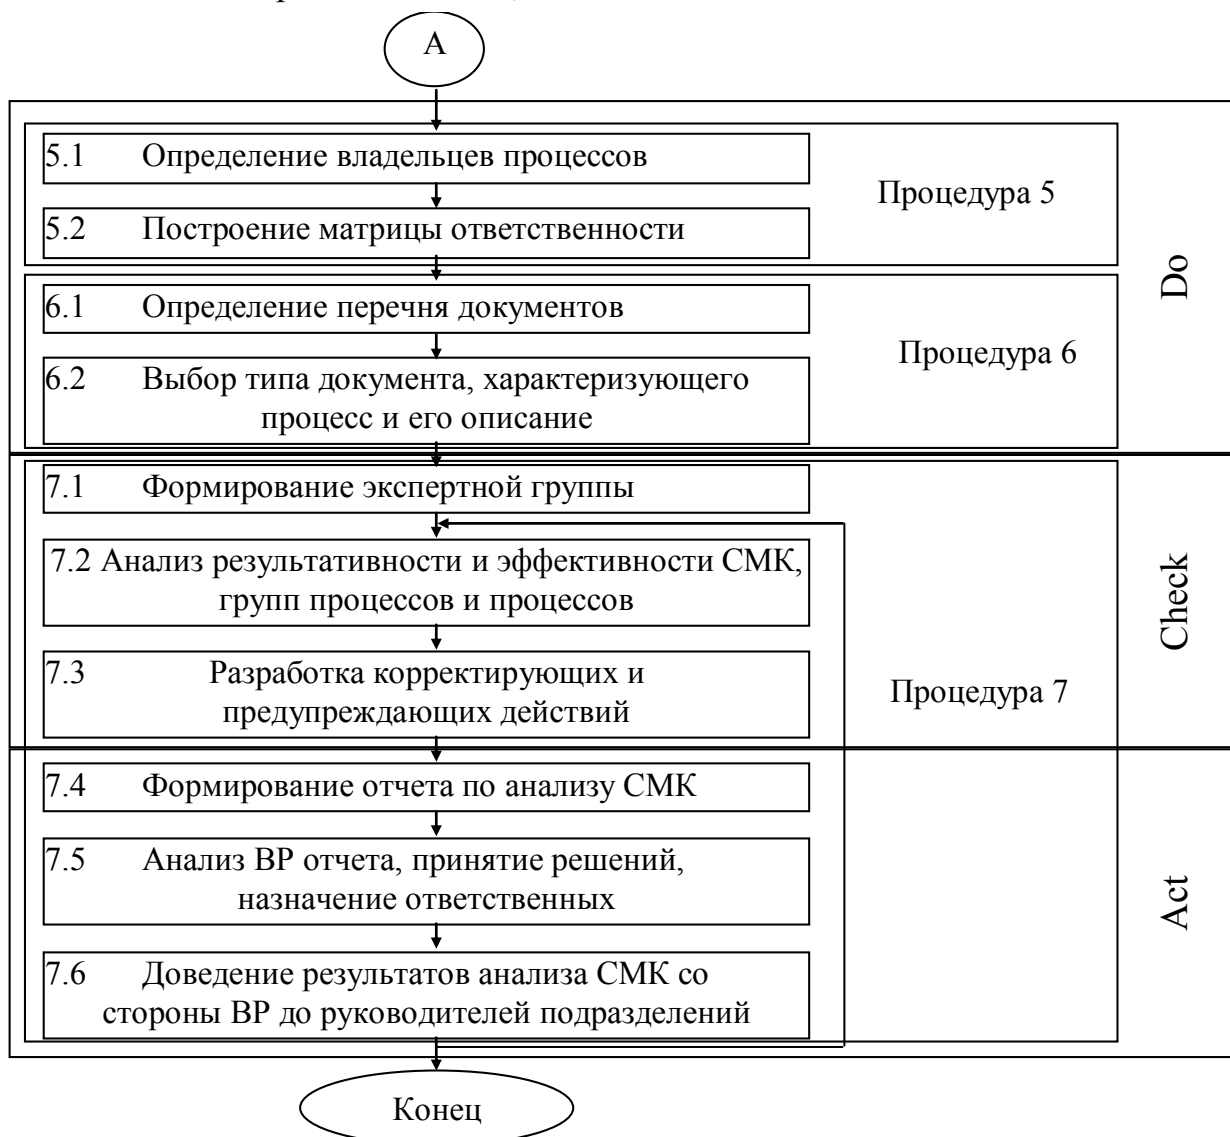 А
5.1 Определение владельцев процессов
Процедура 5
5.2 Построение матрицы ответственности
Do
6.1 Определение перечня документов
Процедура 6
6.2 Выбор типа документа, характеризующего
процесс и его описание
7.1 Формирование экспертной группы
7.2 Анализ результативности и эффективности СМК,
групп процессов и процессов
Check
7.3 Разработка корректирующих и
предупреждающих действий
Процедура 7
7.4 Формирование отчета по анализу СМК
7.5 Анализ ВР отчета, принятие решений,
назначение ответственных
Act
7.6 Доведение результатов анализа СМК со
стороны ВР до руководителей подразделений
Конец